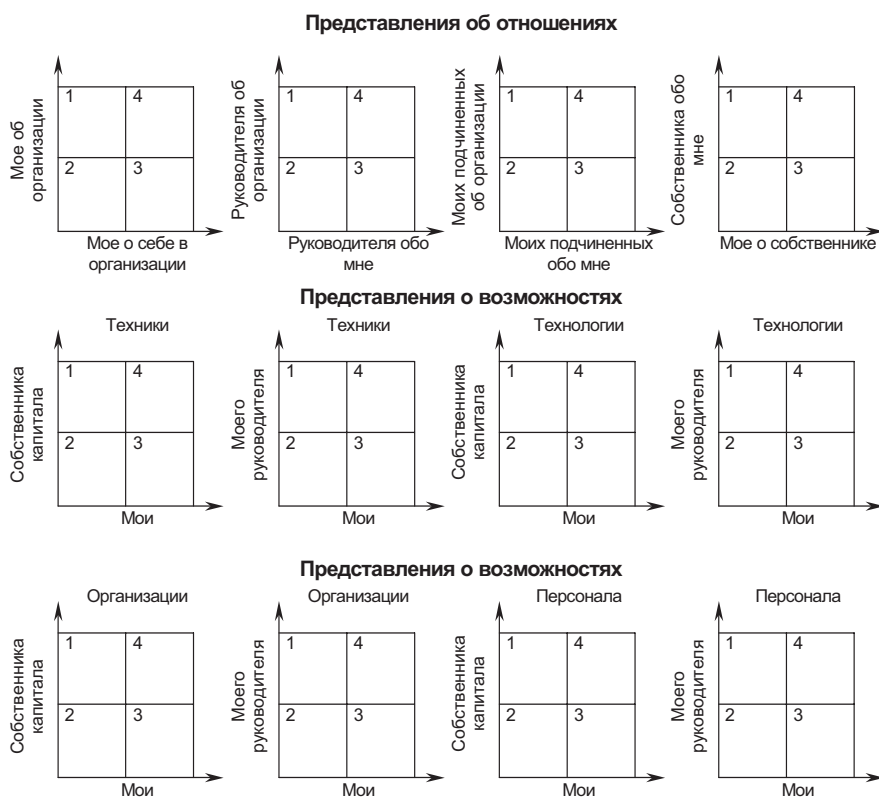 Представления об отношениях
Мое об
организации
1 4
2 3
Мое о себе в
организации
Руководителя об
организации
1 4
2 3
Руководителя обо
мне
Моих подчиненных
об организации
1 4
2 3
Моих подчиненных
обо мне
Собственника обо
мне
1 4
2 3
Мое о собственнике
Представления о возможностях
Техники
Собственника
капитала
1 4
2 3
Мои
Техники
Моего
руководителя
1 4
2 3
Мои
Технологии
Собственника
капитала
1 4
2 3
Мои
Технологии
Моего
руководителя
1 4
2 3
Мои
Представления о возможностях
Организации
Собственника
капитала
1 4
2 3
Мои
Организации
Моего
руководителя
1 4
2 3
Мои
Персонала
Собственника
капитала
1 4
2 3
Мои
Персонала
Моего
руководителя
1 4
2 3
Мои